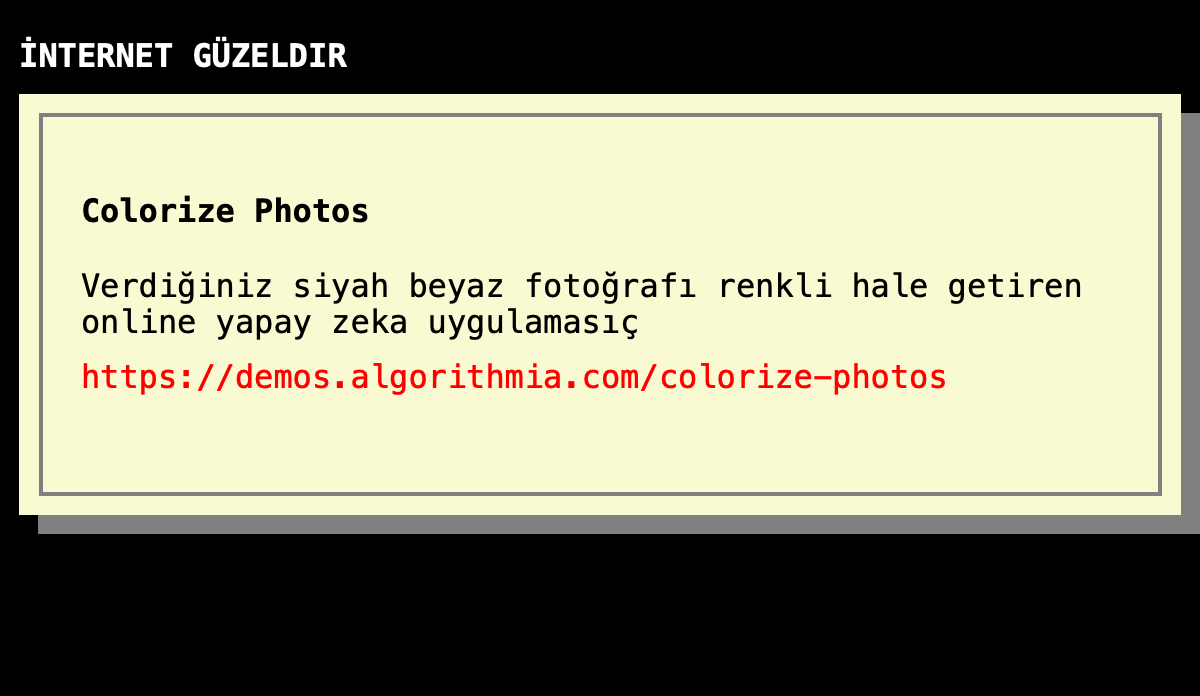 İNTERNET GÜZELDIR
Colorize Photos
Verdiğiniz siyah beyaz fotoğrafı renkli hale getiren
online yapay zeka uygulamasıç
https://demos.algorithmia.com/colorize-photos